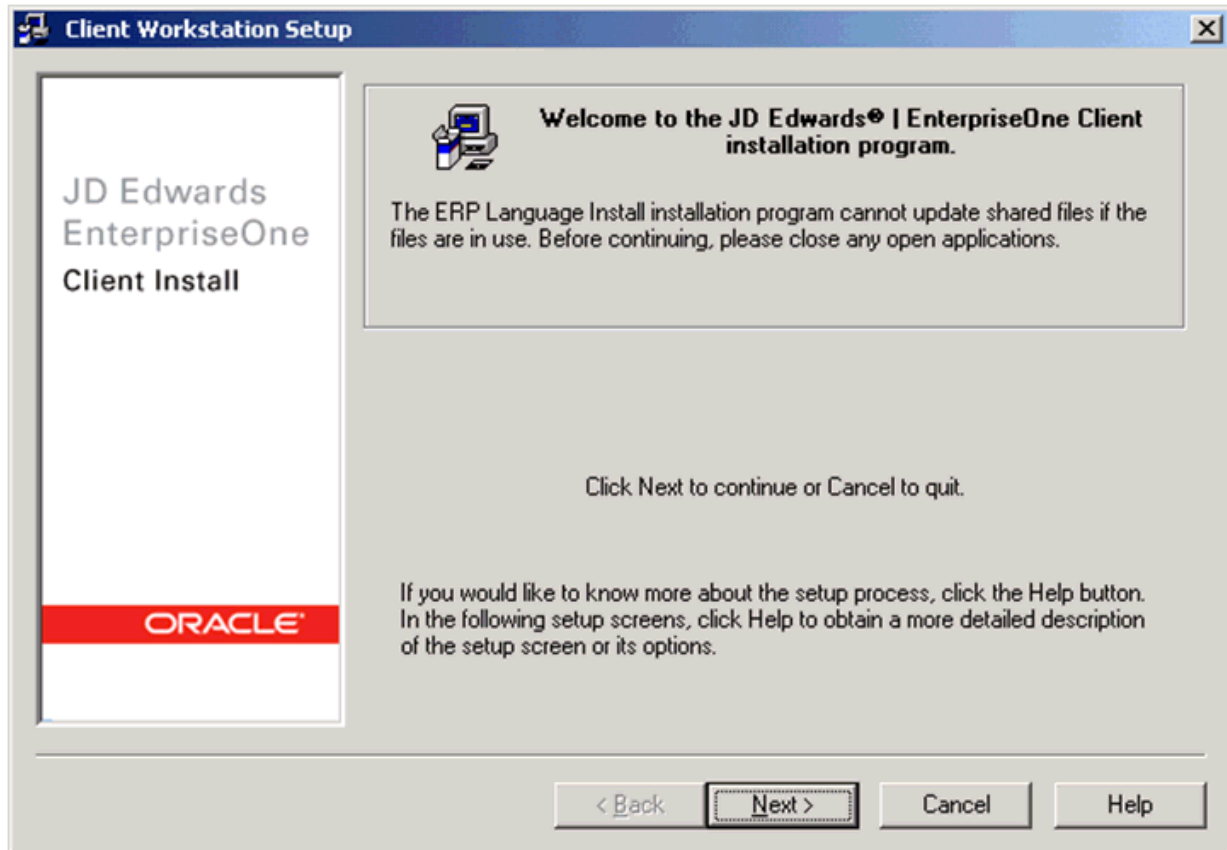 Client Workstation Setup
JD Edwards
EnterpriseOne
Client Install
ORACLE
Welcome to the JD Edwards® | EnterpriseOne Client
installation program.
The ERP Language Install installation program cannot update shared files if the
files are in use. Before continuing, please close any open applications.
Click Next to continue or Cancel to quit.
If you would like to know more about the setup process, click the Help button.
In the following setup screens, click Help to obtain a more detailed description
of the setup screen or its options.
< Back Next > Cancel Help